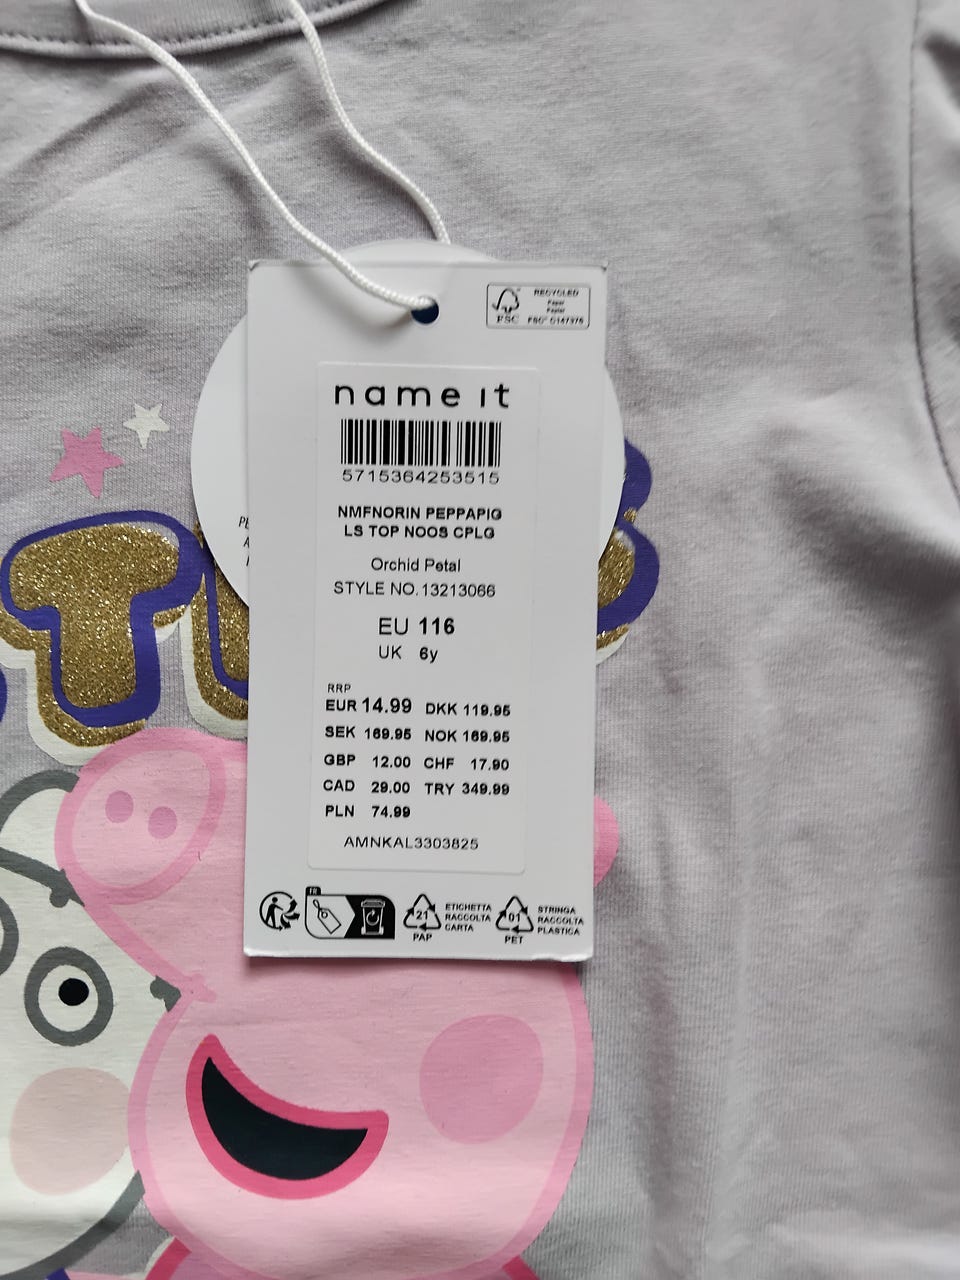 RECYCLED
Paper
Papier
FSC
FSC® C147375
name it
5715364253515
NMFNORIN PEPPAPIG
LS TOP NOOS CPLG
Orchid Petal
STYLE NO. 13213066
EU 116
UK 6y
RRP
EUR 14.99 DKK 119.95
SEK 169.95 NOK 169.95
GBP 12.00 CHF 17.90
CAD 29.00 TRY 349.99
PLN 74.99
AMNKAL3303825
FR
21
PAP
ETICHETTA
RACCOLTA
CARTA
01
PET
STRINGA
RACCOLTA
PLASTICA